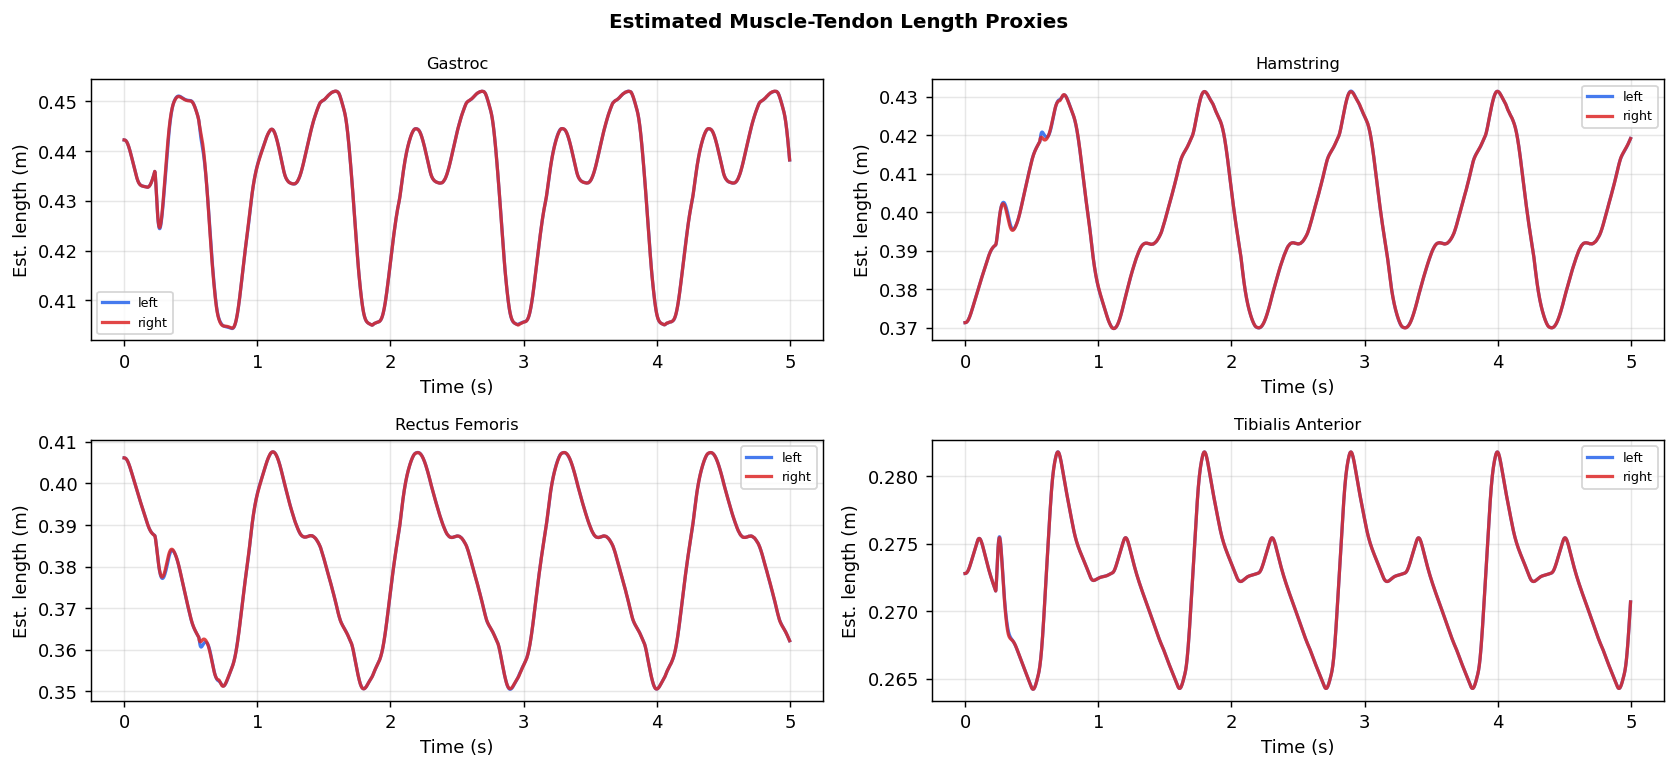 Estimated Muscle-Tendon Length Proxies
Gastroc
Est. length (m)
0.45
0.44
0.43
0.42
0.41
left
right
0
1
2
3
4
5
Time (s)
Hamstring
Est. length (m)
0.43
0.42
0.41
0.40
0.39
0.38
0.37
left
right
0
1
2
3
4
5
Time (s)
Rectus Femoris
Est. length (m)
0.41
0.40
0.39
0.38
0.37
0.36
0.35
left
right
0
1
2
3
4
5
Time (s)
Tibialis Anterior
Est. length (m)
0.280
0.275
0.270
0.265
left
right
0
1
2
3
4
5
Time (s)